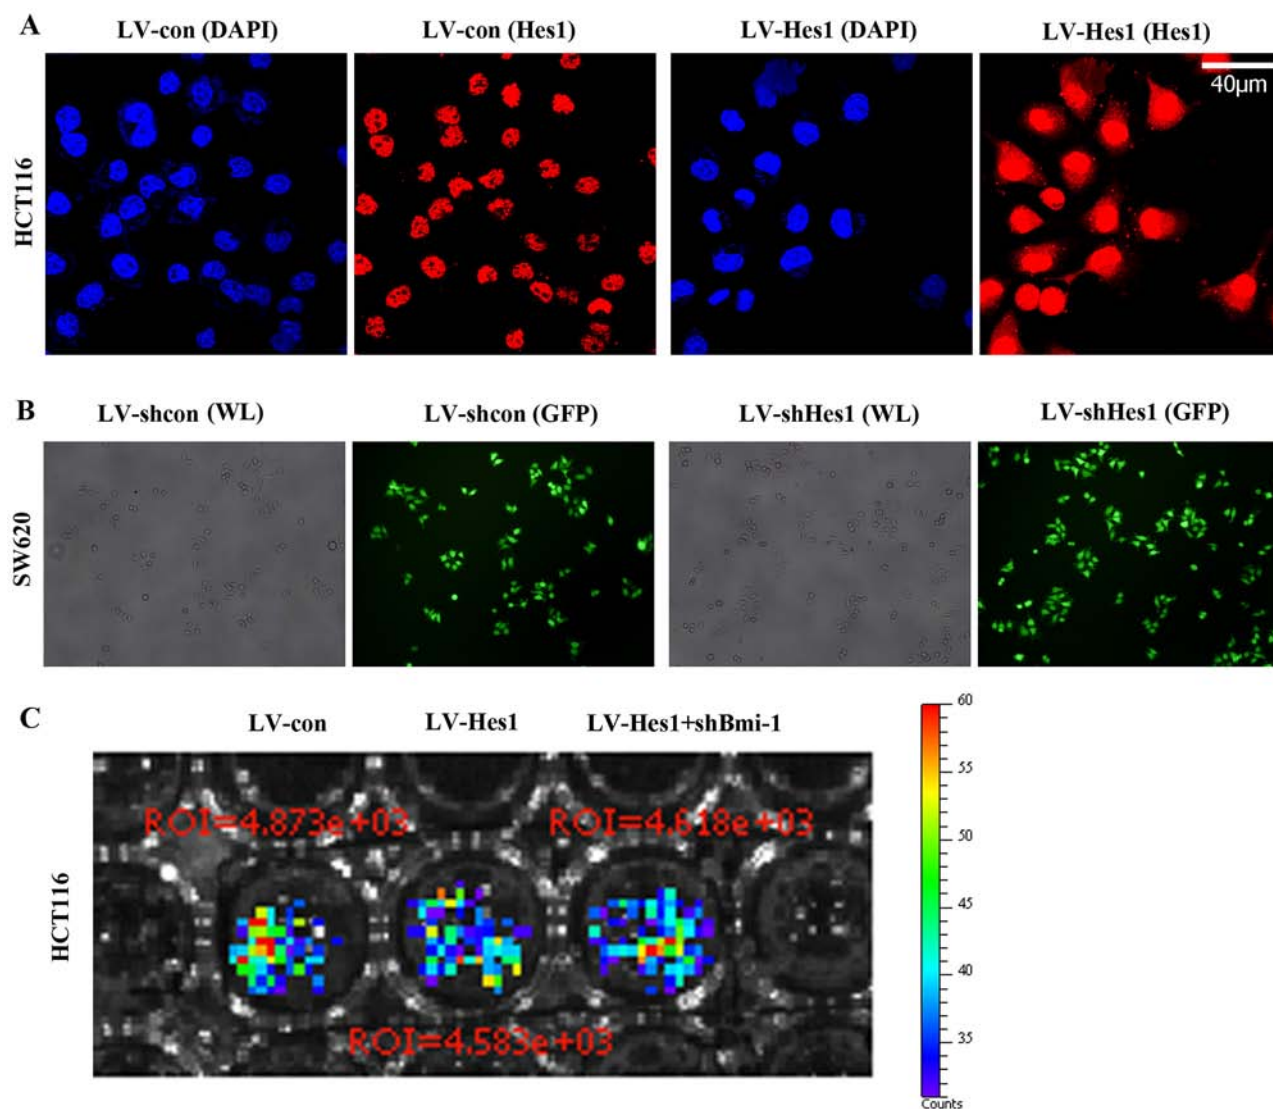 A
LV-con (DAPI)
LV-con (Hes1)
LV-Hes1 (DAPI)
LV-Hes1 (Hes1)
40µm
HCT116
B
LV-shcon (WL)
LV-shcon (GFP)
LV-shHes1 (WL)
LV-shHes1 (GFP)
SW620
C
LV-con
LV-Hes1
LV-Hes1+shBmi-1
ROI=4.873e+03
ROI=4.618e+03
ROI=4.583e+03
HCT116
60
55
50
45
40
35
Counts